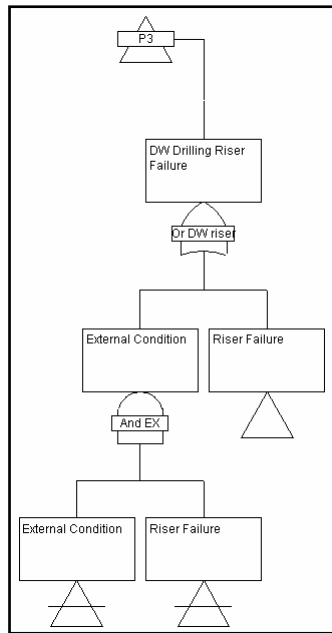 P3
DW Drilling Riser
Failure
Or DW riser
External Condition
Riser Failure
And EX
External Condition
Riser Failure